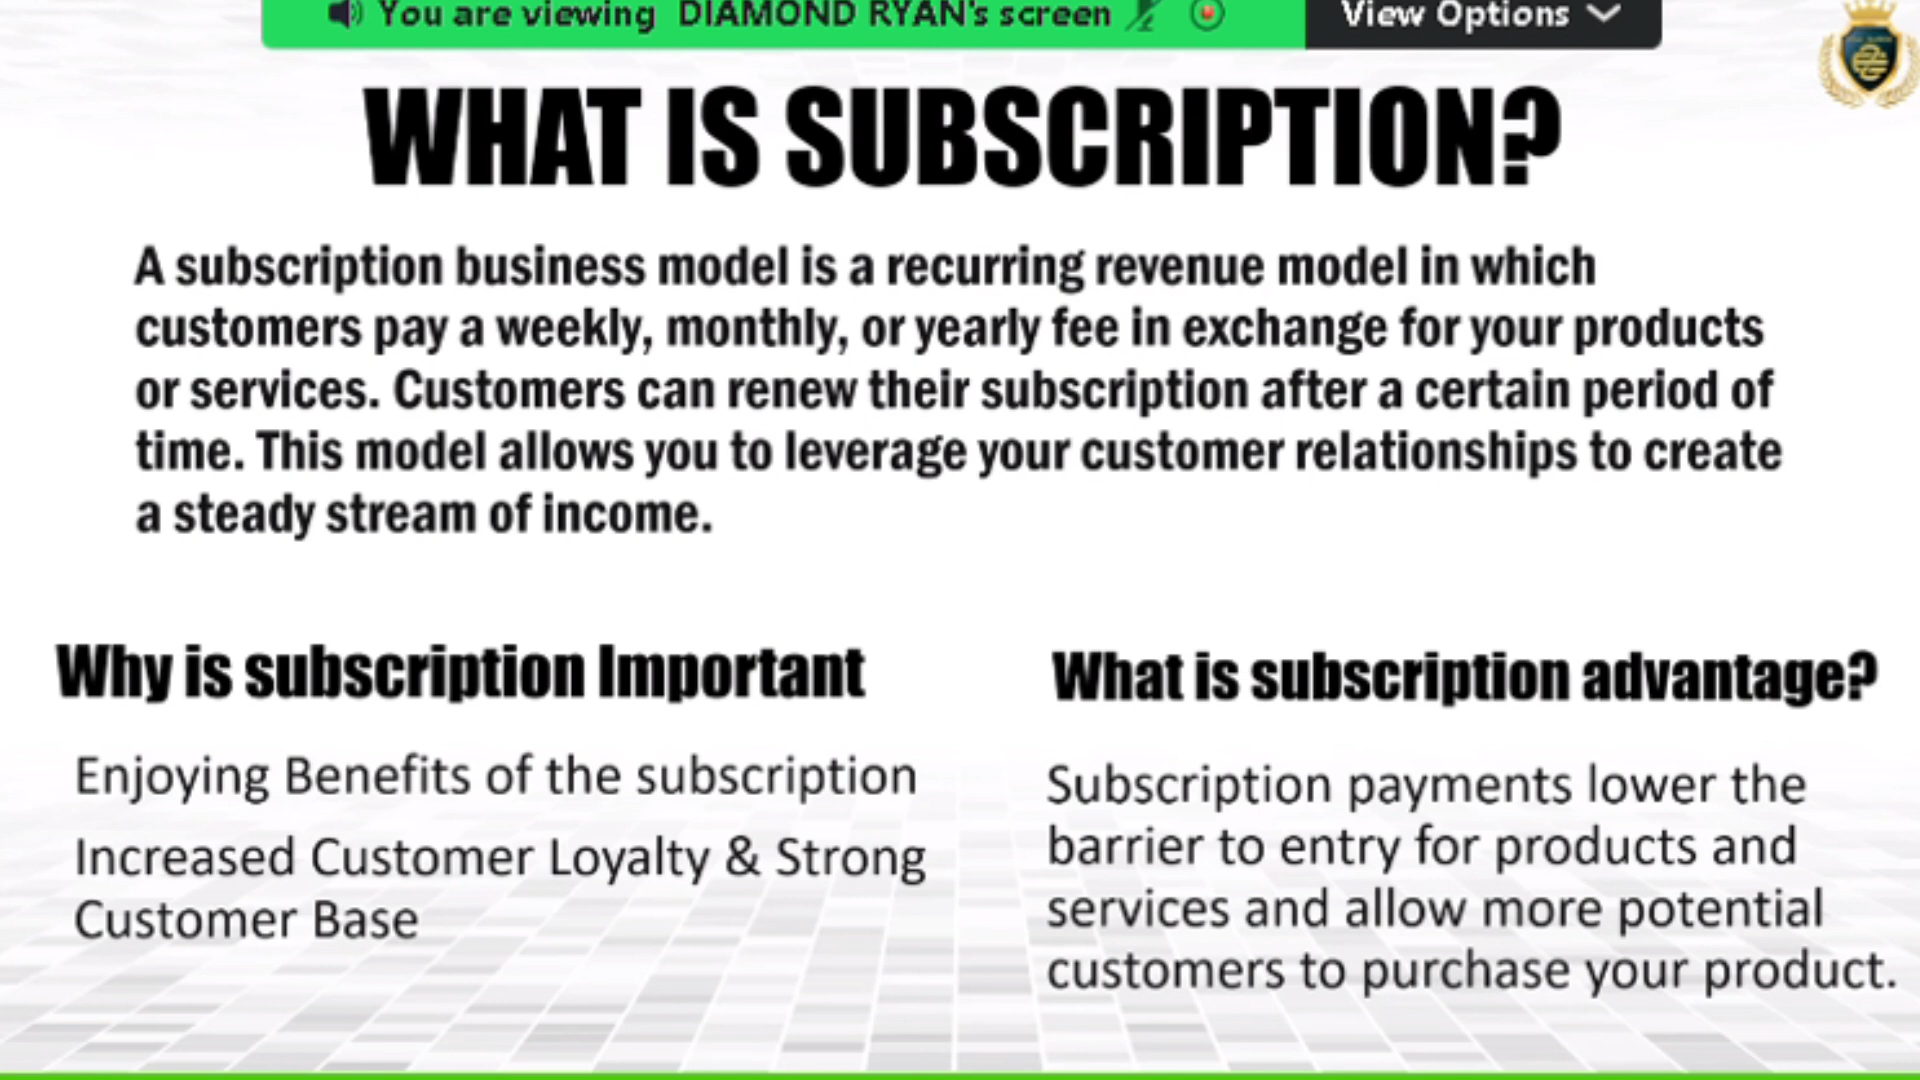 You are viewing DIAMOND RYAN's screen View Options
WHAT IS SUBSCRIPTION?
A subscription business model is a recurring revenue model in which
customers pay a weekly, monthly, or yearly fee in exchange for your products
or services. Customers can renew their subscription after a certain period of
time. This model allows you to leverage your customer relationships to create
a steady stream of income.
Why is subscription Important
Enjoying Benefits of the subscription
Increased Customer Loyalty & Strong
Customer Base
What is subscription advantage?
Subscription payments lower the
barrier to entry for products and
services and allow more potential
customers to purchase your product.